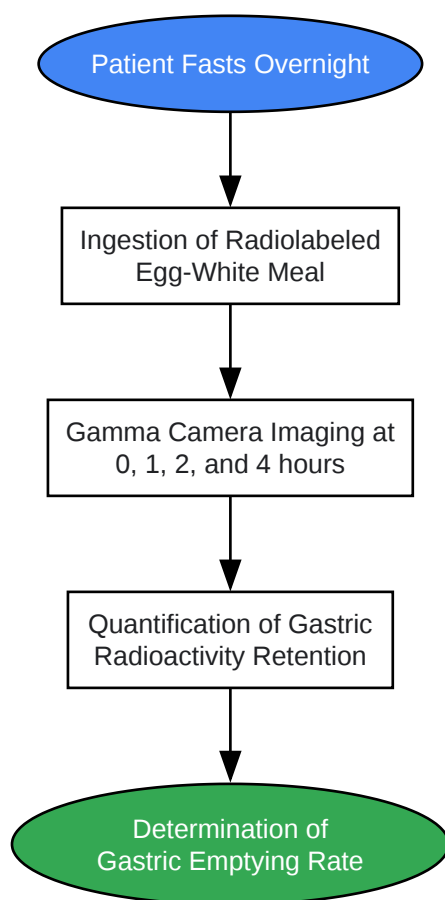 Patient Fasts Overnight
Ingestion of Radiolabeled
Egg-White Meal
Gamma Camera Imaging at
0, 1, 2, and 4 hours
Quantification of Gastric
Radioactivity Retention
Determination of
Gastric Emptying Rate